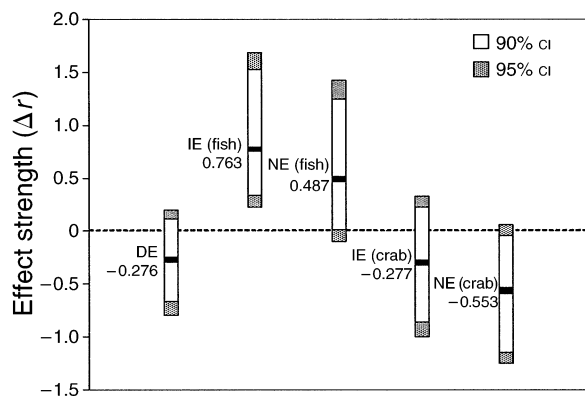 2.0
1.5
1.0
0.5
0
−0.5
−1.0
−1.5
Effect strength (Δr)
90% CI
95% CI
IE (fish)
0.763
NE (fish)
0.487
DE
−0.276
IE (crab)
−0.277
NE (crab)
−0.553